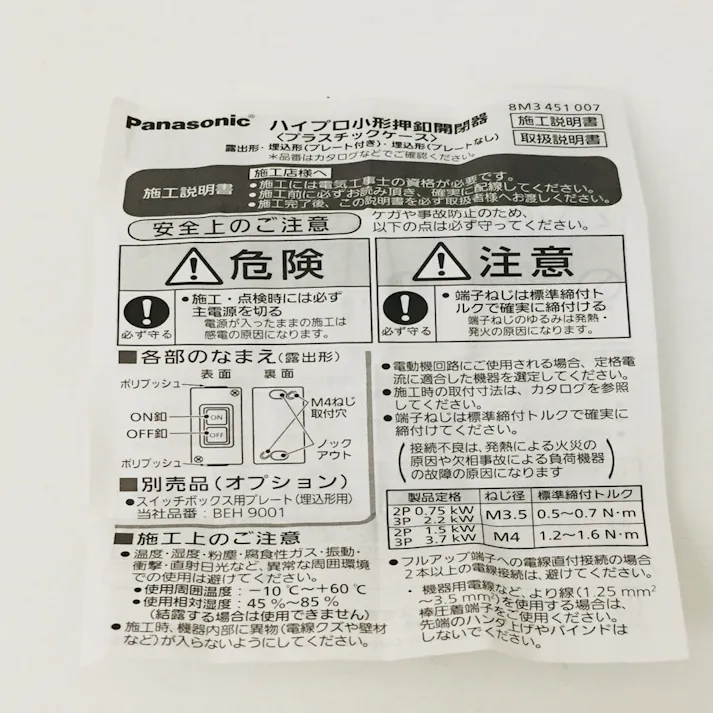 8M3 451 007
Panasonic
ハイプロ小形押釦開閉器
〈プラスチックケース〉
露出形・埋込形(プレート付き)・埋込形(プレートなし)
＊品番はカタログなどでご確認ください。
施工説明書
取扱説明書
施工説明書
施工店様へ
●施工には電気工事士の資格が必要です。
●施工前に必ずお読み頂き、確実に配線してください。
●施工完了後、この説明書を必ず取扱者様へお渡しください。
安全上のご注意
ケガや事故防止のため、
以下の点は必ず守ってください。
危険
必ず守る
●施工・点検時には必ず
主電源を切る
電源が入ったままの施工は
感電の原因になります。
注意
必ず守る
●端子ねじは標準締付ト
ルクで確実に締付ける
端子ねじのゆるみは発熱・
発火の原因になります。
■各部のなまえ(露出形)
表面 裏面
ポリブッシュ
ON釦
OFF釦
ON
OFF
ポリブッシュ
M4ねじ
取付穴
ノック
アウト
■別売品(オプション)
●スイッチボックス用プレート(埋込形用)
当社品番：BEH 9001
■施工上のご注意
●温度・湿度・粉塵・腐食性ガス・振動・
衝撃・直射日光など、異常な周囲環境
での使用は避けてください。
●使用周囲温度：－10℃～＋60℃
●使用相対湿度：45％～85％
(結露する場合は使用できません)
●施工時、機器内部に異物(電線クズや壁材
など)が入らないようにしてください。
●電動機回路にご使用される場合、定格電
流に適合した機器を選定してください。
●施工時の取付寸法は、カタログを参照
してください。
●端子ねじは標準締付トルクで確実に
締付けてください。
(接続不良は、発熱による火災の
原因や欠相事故による負荷機器
の故障の原因になります)
製品定格 ねじ径 標準締付トルク
2P 0.75 kW
3P 2.2 kW M3.5 0.5～0.7 N・m
2P 1.5 kW
3P 3.7 kW M4 1.2～1.6 N・m
●フルアップ端子への電線直付接続の場合
2本以上の電線接続は、避けてください。
・機器用電線など、より線(1.25 mm²
～3.5 mm²)を使用する場合は、
棒圧着端子をご使用ください。
先端のハンダ上げやバインドは
しないでください。